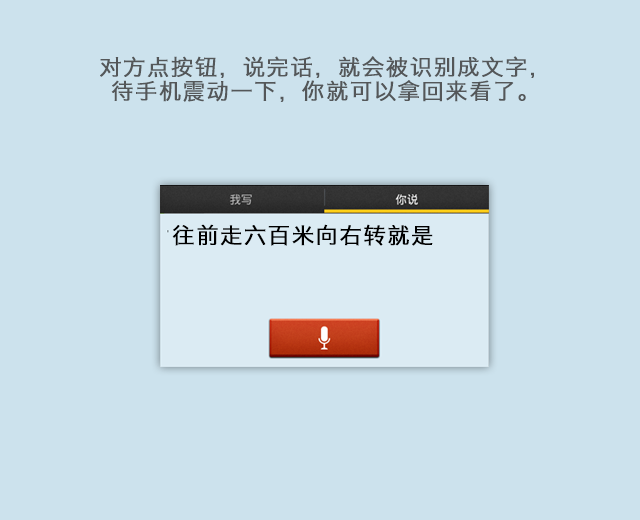 对方点按钮，说完话，就会被识别成文字，
待手机震动一下，你就可以拿回来看了。
我写 你说
往前走六百米向右转就是